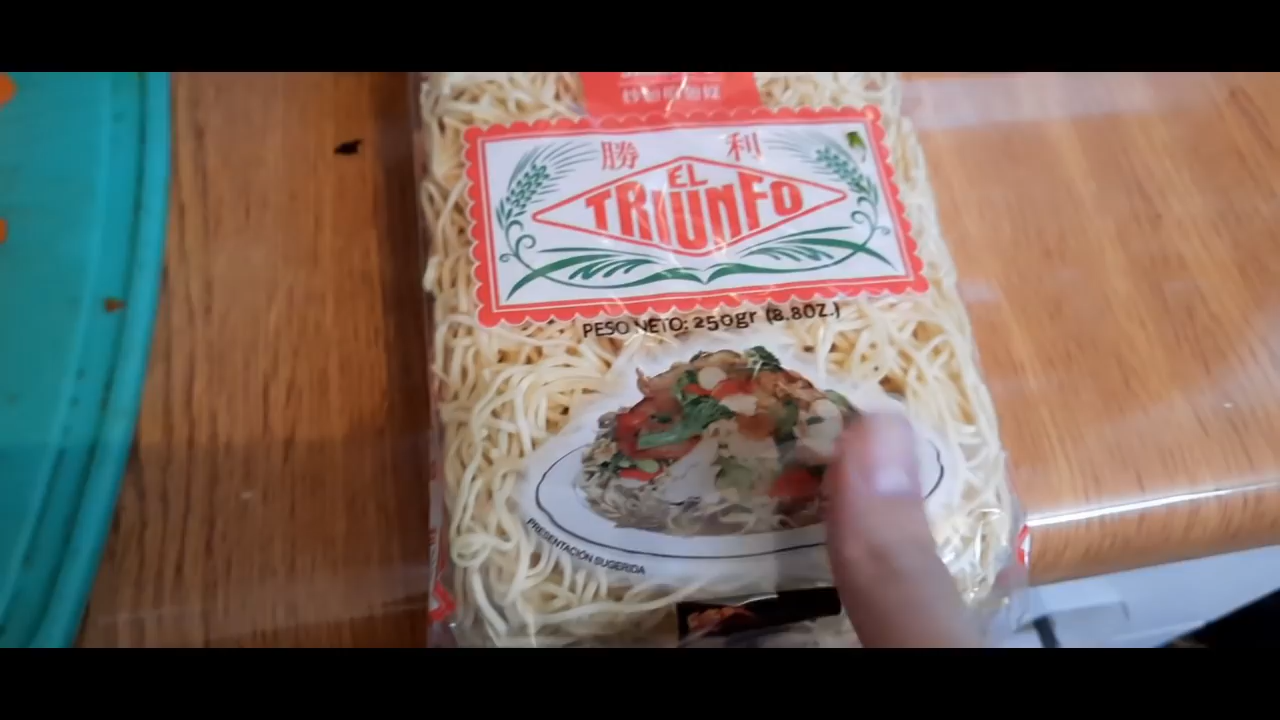 勝 利
EL
TRIUNFO
PESO NETO: 250gr (8.8OZ.)
PRESENTACIÓN SUGERIDA